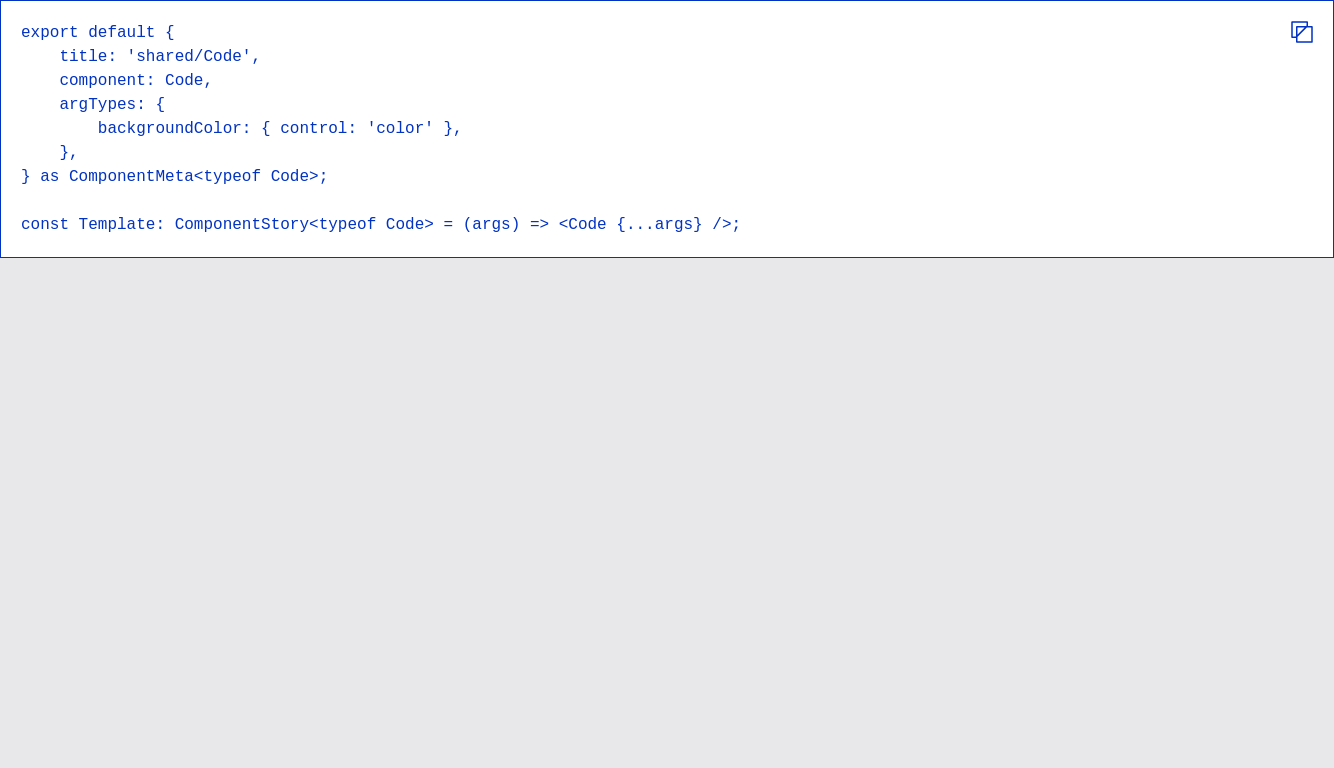 export default {
    title: 'shared/Code',
    component: Code,
    argTypes: {
        backgroundColor: { control: 'color' },
    },
} as ComponentMeta<typeof Code>;

const Template: ComponentStory<typeof Code> = (args) => <Code {...args} />;